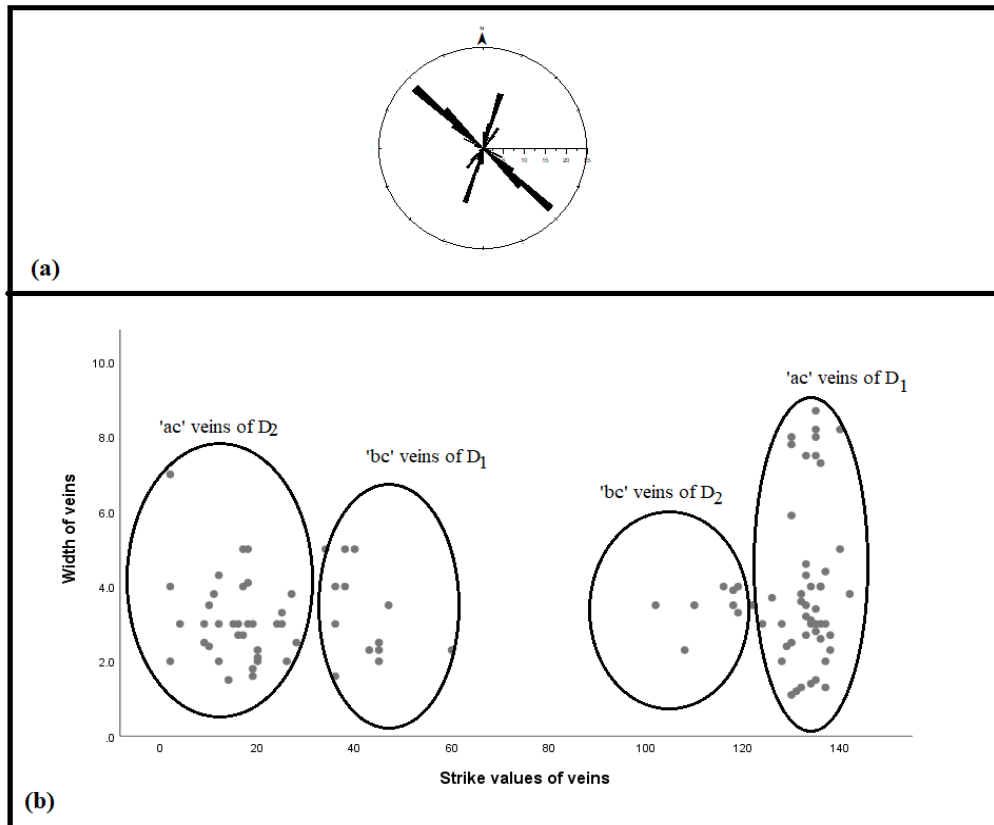 N
5 10 15 20 25
(a)
'ac' veins of D1
'ac' veins of D2
'bc' veins of D1
'bc' veins of D2
Width of veins
10.0
8.0
6.0
4.0
2.0
.0
0 20 40 60 80 100 120 140
Strike values of veins
(b)